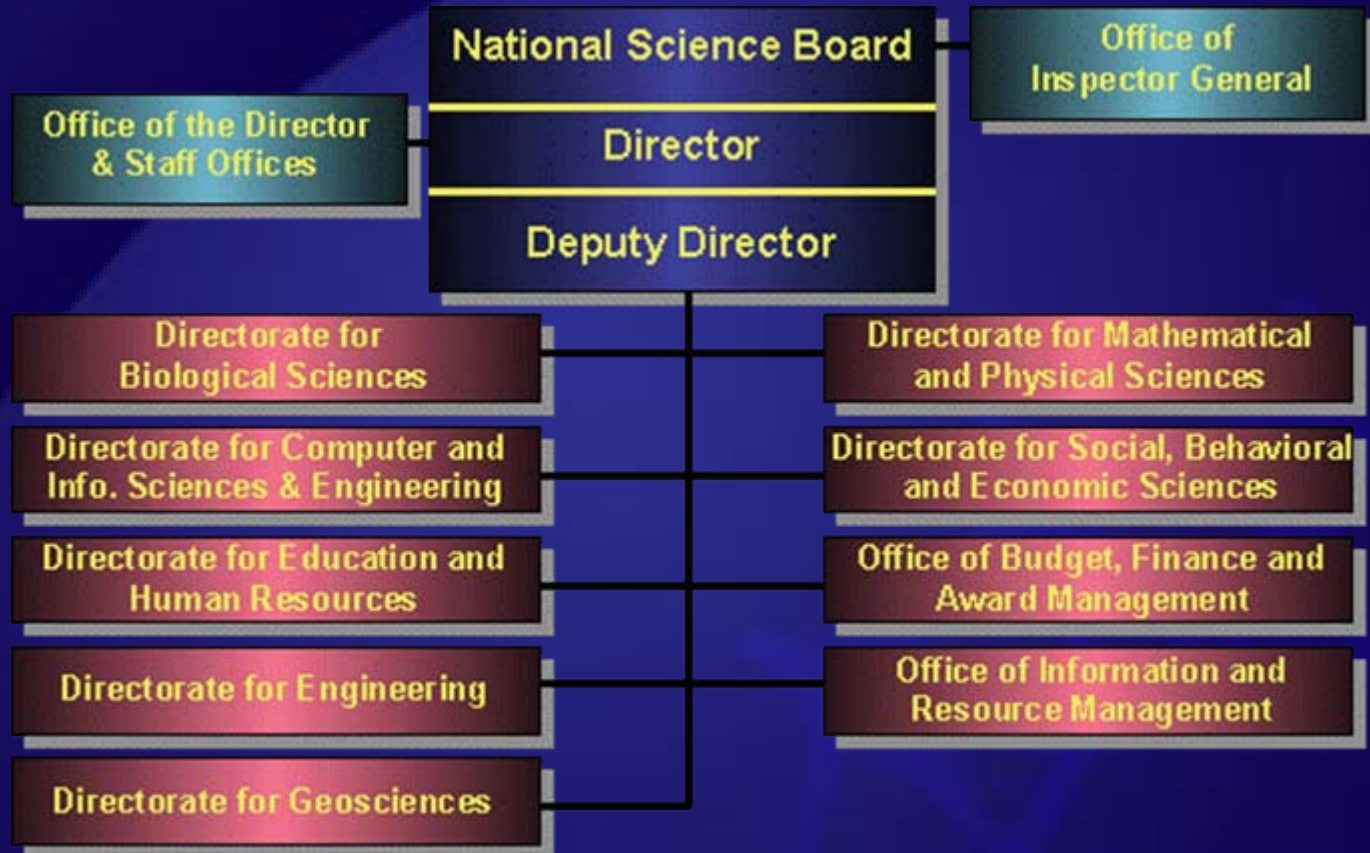 National Science Board
Office of
Inspector General
Office of the Director
& Staff Offices
Director
Deputy Director
Directorate for
Biological Sciences
Directorate for Mathematical
and Physical Sciences
Directorate for Computer and
Info. Sciences & Engineering
Directorate for Social, Behavioral
and Economic Sciences
Directorate for Education and
Human Resources
Office of Budget, Finance and
Award Management
Directorate for Engineering
Office of Information and
Resource Management
Directorate for Geosciences